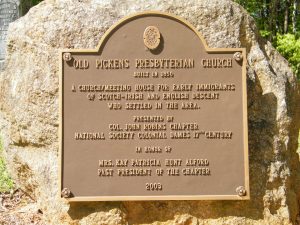 OLD PICKENS PRESBYTERIAN CHURCH
BUILT IN 1850
A CHURCH/MEETING HOUSE FOR EARLY IMMIGRANTS
OF SCOTCH-IRISH AND ENGLISH DESCENT
WHO SETTLED IN THE AREA.
PRESENTED BY
COL. JOHN ROBINS CHAPTER
NATIONAL SOCIETY COLONIAL DAMES 17TH CENTURY
IN HONOR OF
MRS. KAY PATRICIA HUNT ALFORD
PAST PRESIDENT OF THE CHAPTER
2009